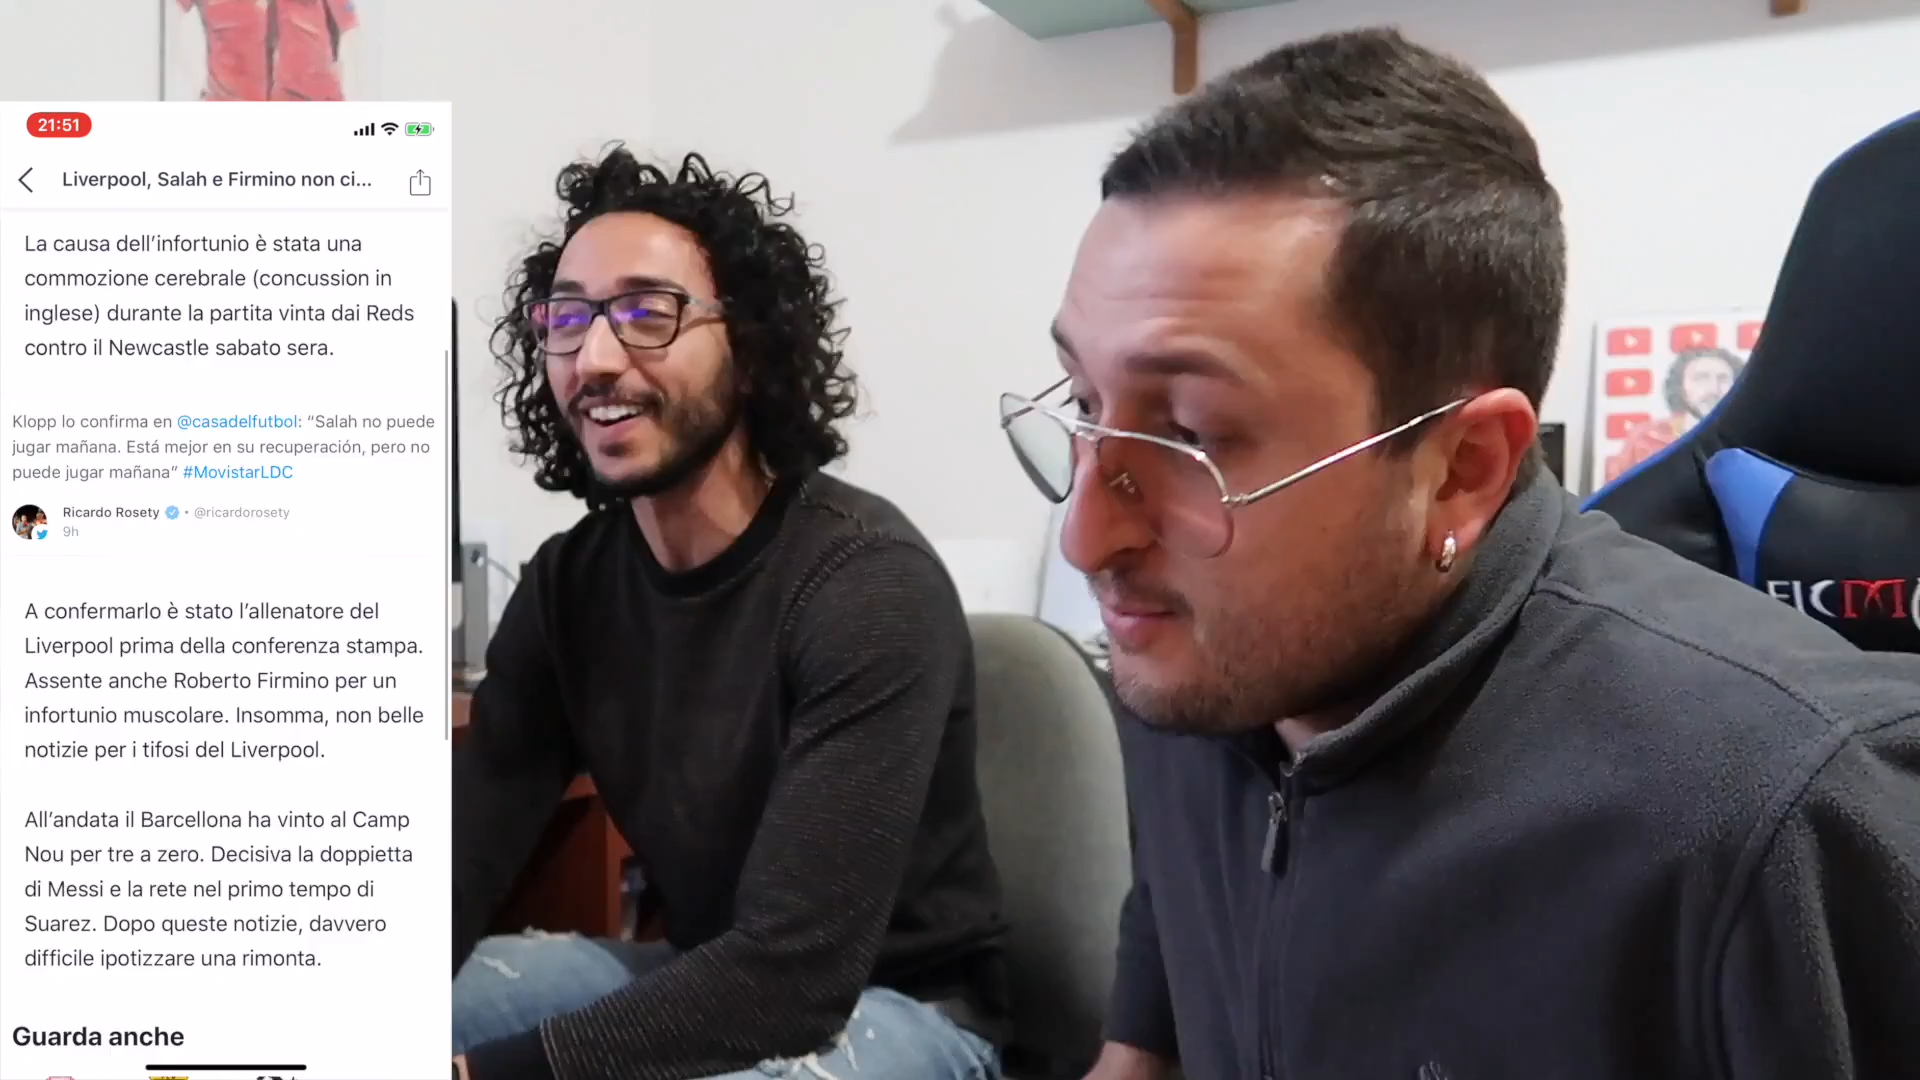 21:51
Liverpool, Salah e Firmino non ci...
La causa dell'infortunio è stata una
commozione cerebrale (concussion in
inglese) durante la partita vinta dai Reds
contro il Newcastle sabato sera.
Klopp lo confirma en @casadelfutbol: “Salah no puede
jugar mañana. Está mejor en su recuperación, pero no
puede jugar mañana” #MovistarLDC
Ricardo Rosety • @ricardorosety
9h
A confermarlo è stato l'allenatore del
Liverpool prima della conferenza stampa.
Assente anche Roberto Firmino per un
infortunio muscolare. Insomma, non belle
notizie per i tifosi del Liverpool.
All'andata il Barcellona ha vinto al Camp
Nou per tre a zero. Decisiva la doppietta
di Messi e la rete nel primo tempo di
Suarez. Dopo queste notizie, davvero
difficile ipotizzare una rimonta.
Guarda anche